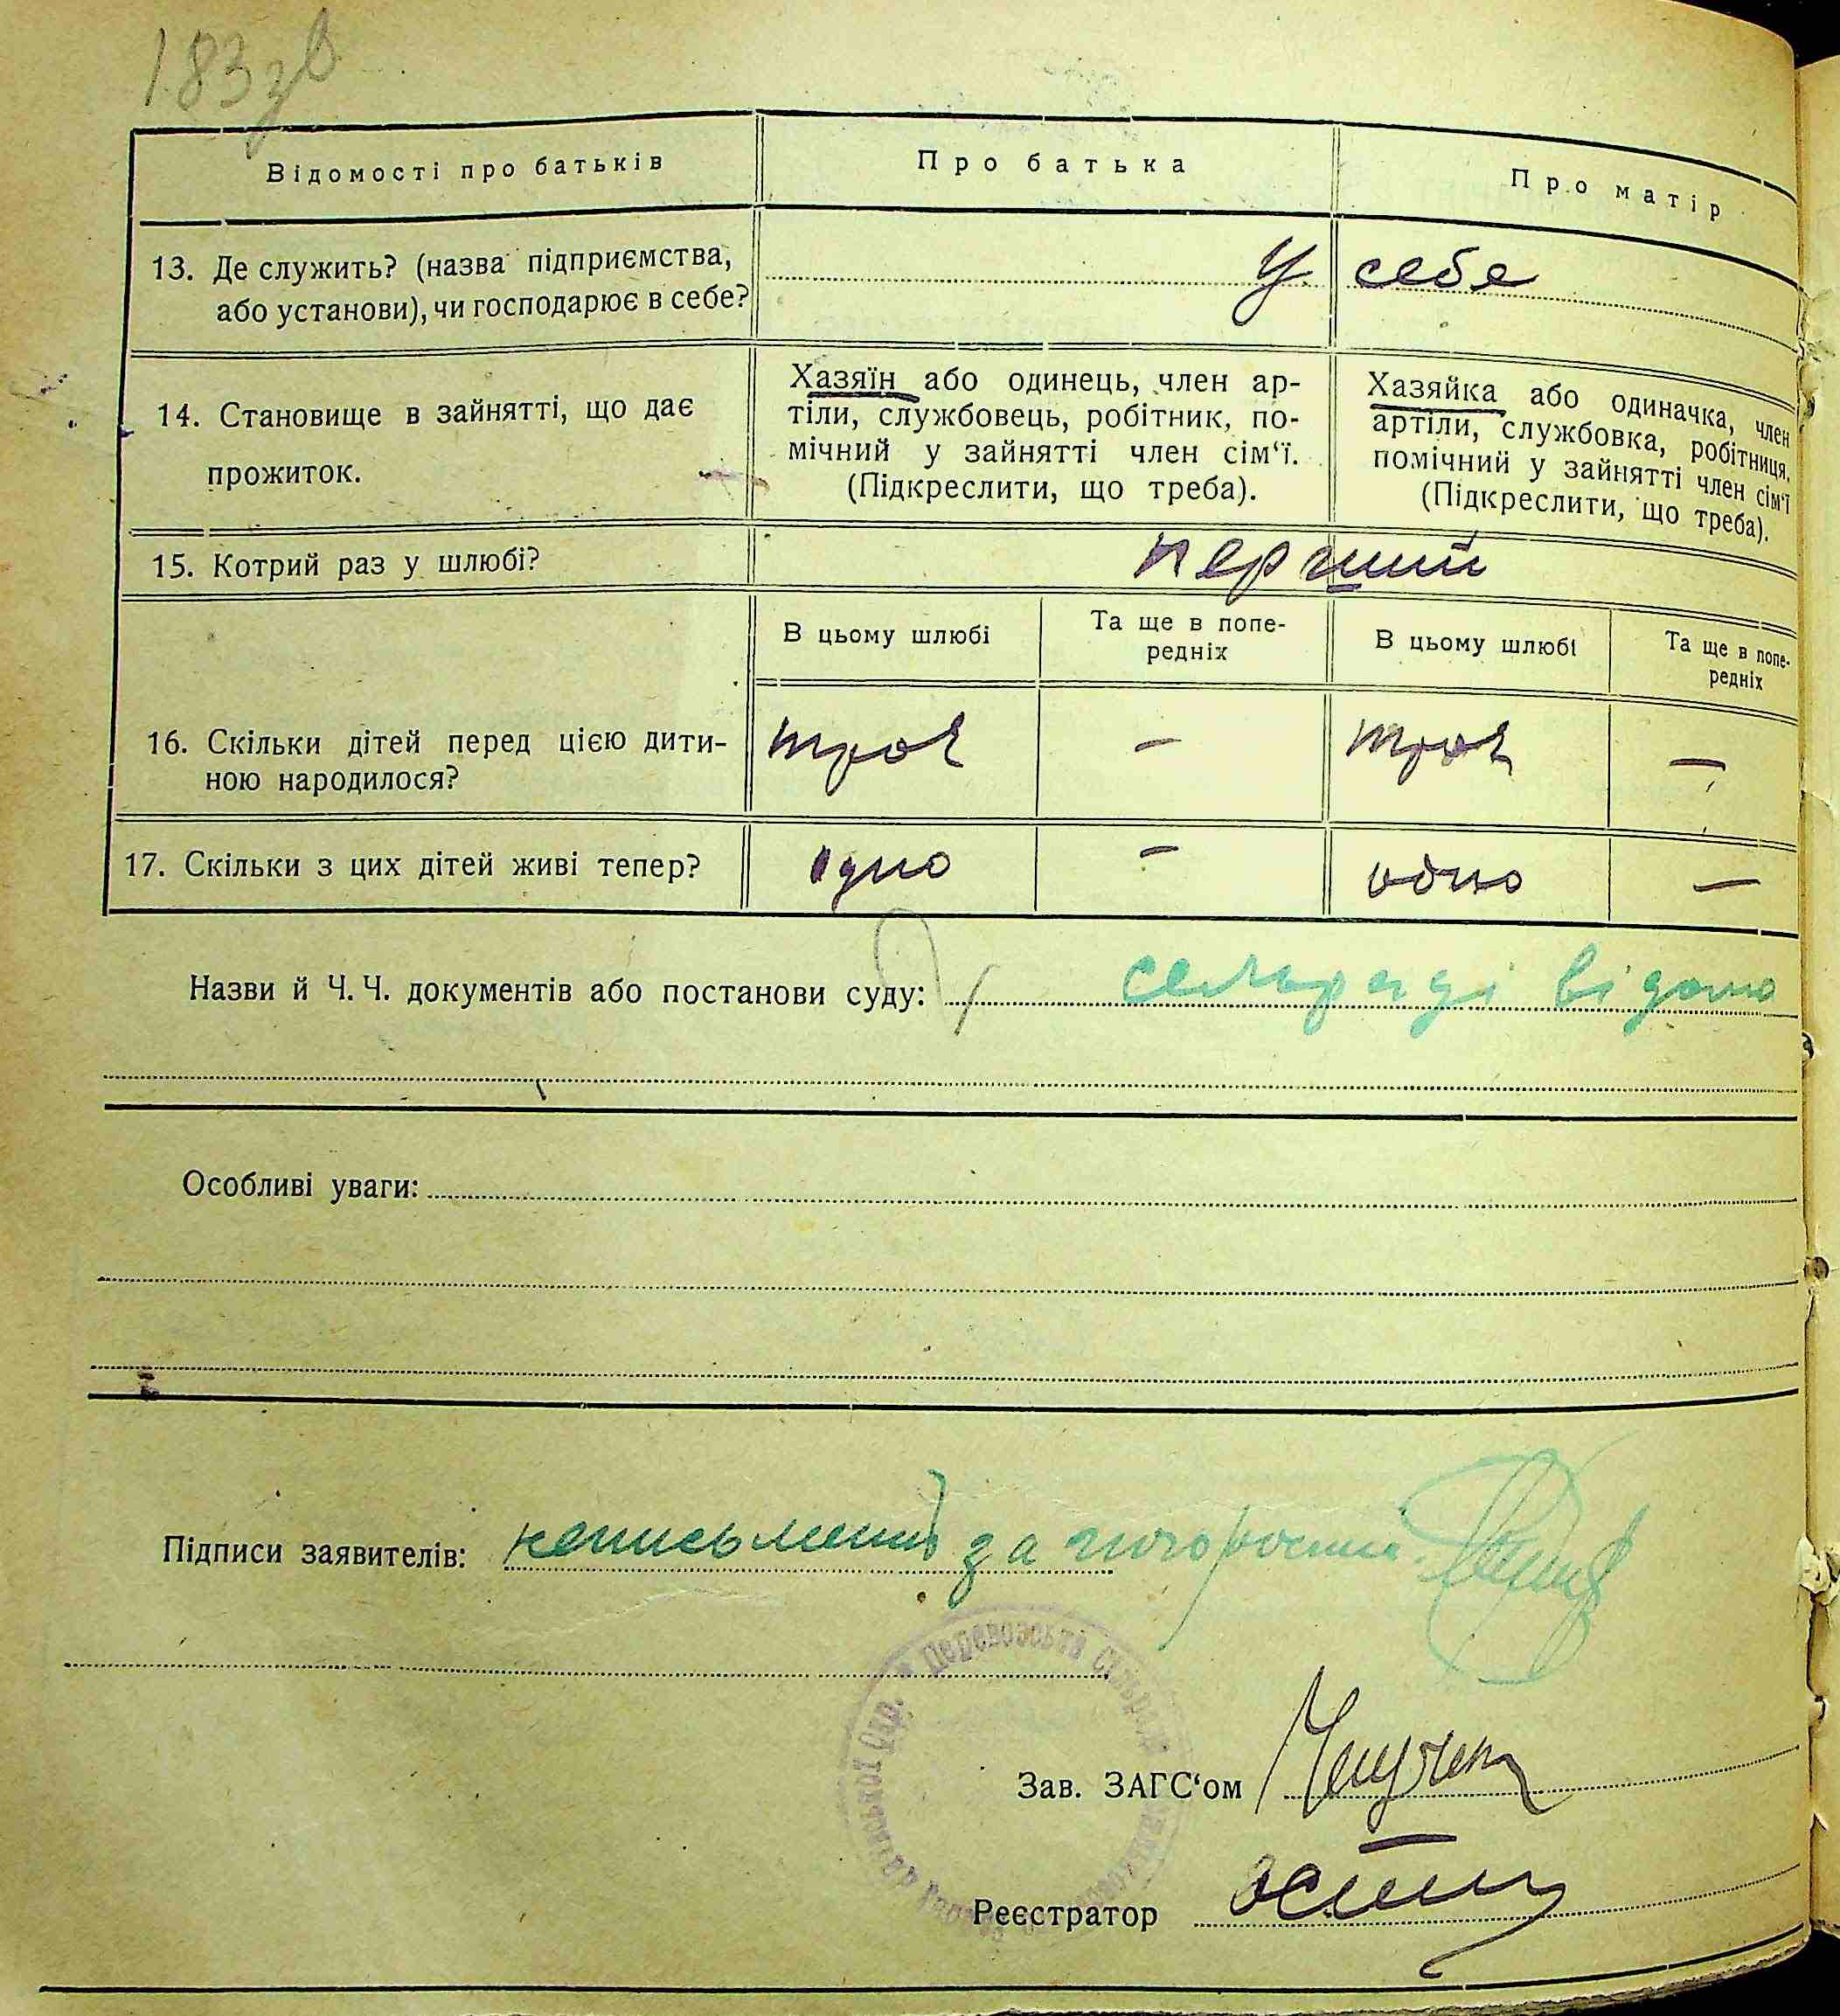 183 зв
Відомості про батьків
Про батька
Про матір
13. Де служить? (назва підприємства,
або установи), чи господарює в себе?
У себе
14. Становище в зайнятті, що дає
прожиток.
Хазяїн або одинець, член ар-
тіли, службовець, робітник, по-
мічний у зайнятті член сім‘ї.
(Підкреслити, що треба).
Хазяйка або одиначка, член
артіли, службовка, робітниця,
помічний у зайнятті член сім‘ї
(Підкреслити, що треба).
15. Котрий раз у шлюбі?
перший
В цьому шлюбі
Та ще в попе-
редніх
В цьому шлюбі
Та ще в попе-
редніх
16. Скільки дітей перед цією дити-
ною народилося?
троє
–
троє
–
17. Скільки з цих дітей живі тепер?
одно
–
одно
–
Назви й Ч. Ч. документів або постанови суду: сельраді відомо
Особливі уваги:
Підписи заявителів: неписьменний за його
Зав. ЗАГС‘ом
Реєстратор